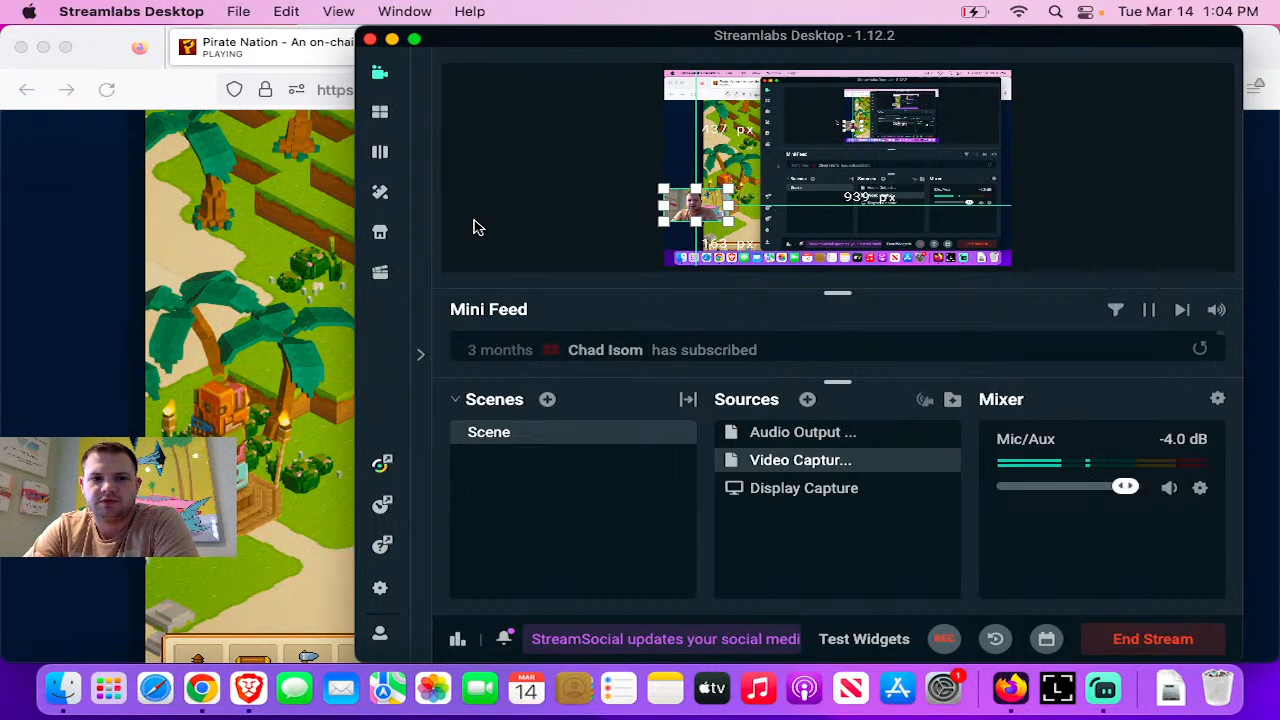 Streamlabs Desktop File Edit View Window Help Tue Mar 14 1:04 PM
Pirate Nation - An on-chai
PLAYING
https
Streamlabs Desktop - 1.12.2
437 px
939 px
163 px
Mini Feed
3 months Chad Isom has subscribed
Scenes Sources Mixer
Scene
Audio Output ...
Video Captur...
Display Capture
Mic/Aux -4.0 dB
StreamSocial updates your social medi Test Widgets REC End Stream
MAR
14
tv
1